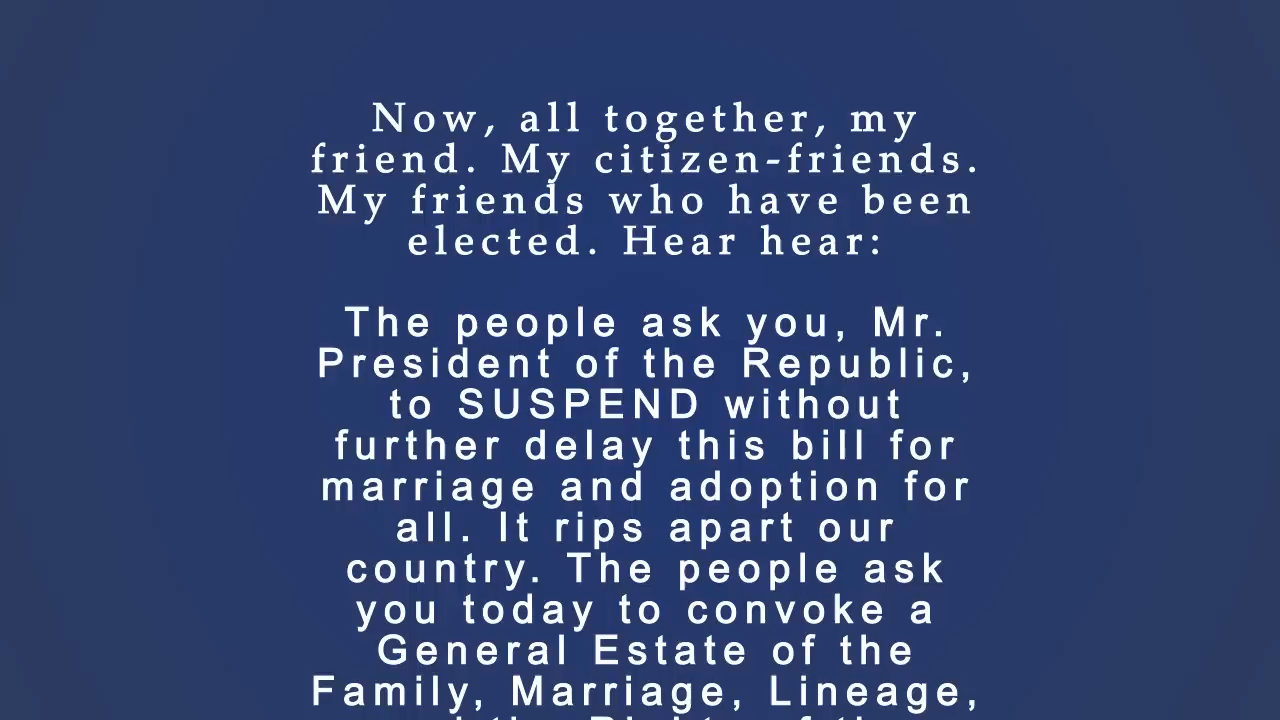 Now, all together, my
friend. My citizen-friends.
My friends who have been
elected. Hear hear:
The people ask you, Mr.
President of the Republic,
to SUSPEND without
further delay this bill for
marriage and adoption for
all. It rips apart our
country. The people ask
you today to convoke a
General Estate of the
Family, Marriage, Lineage,